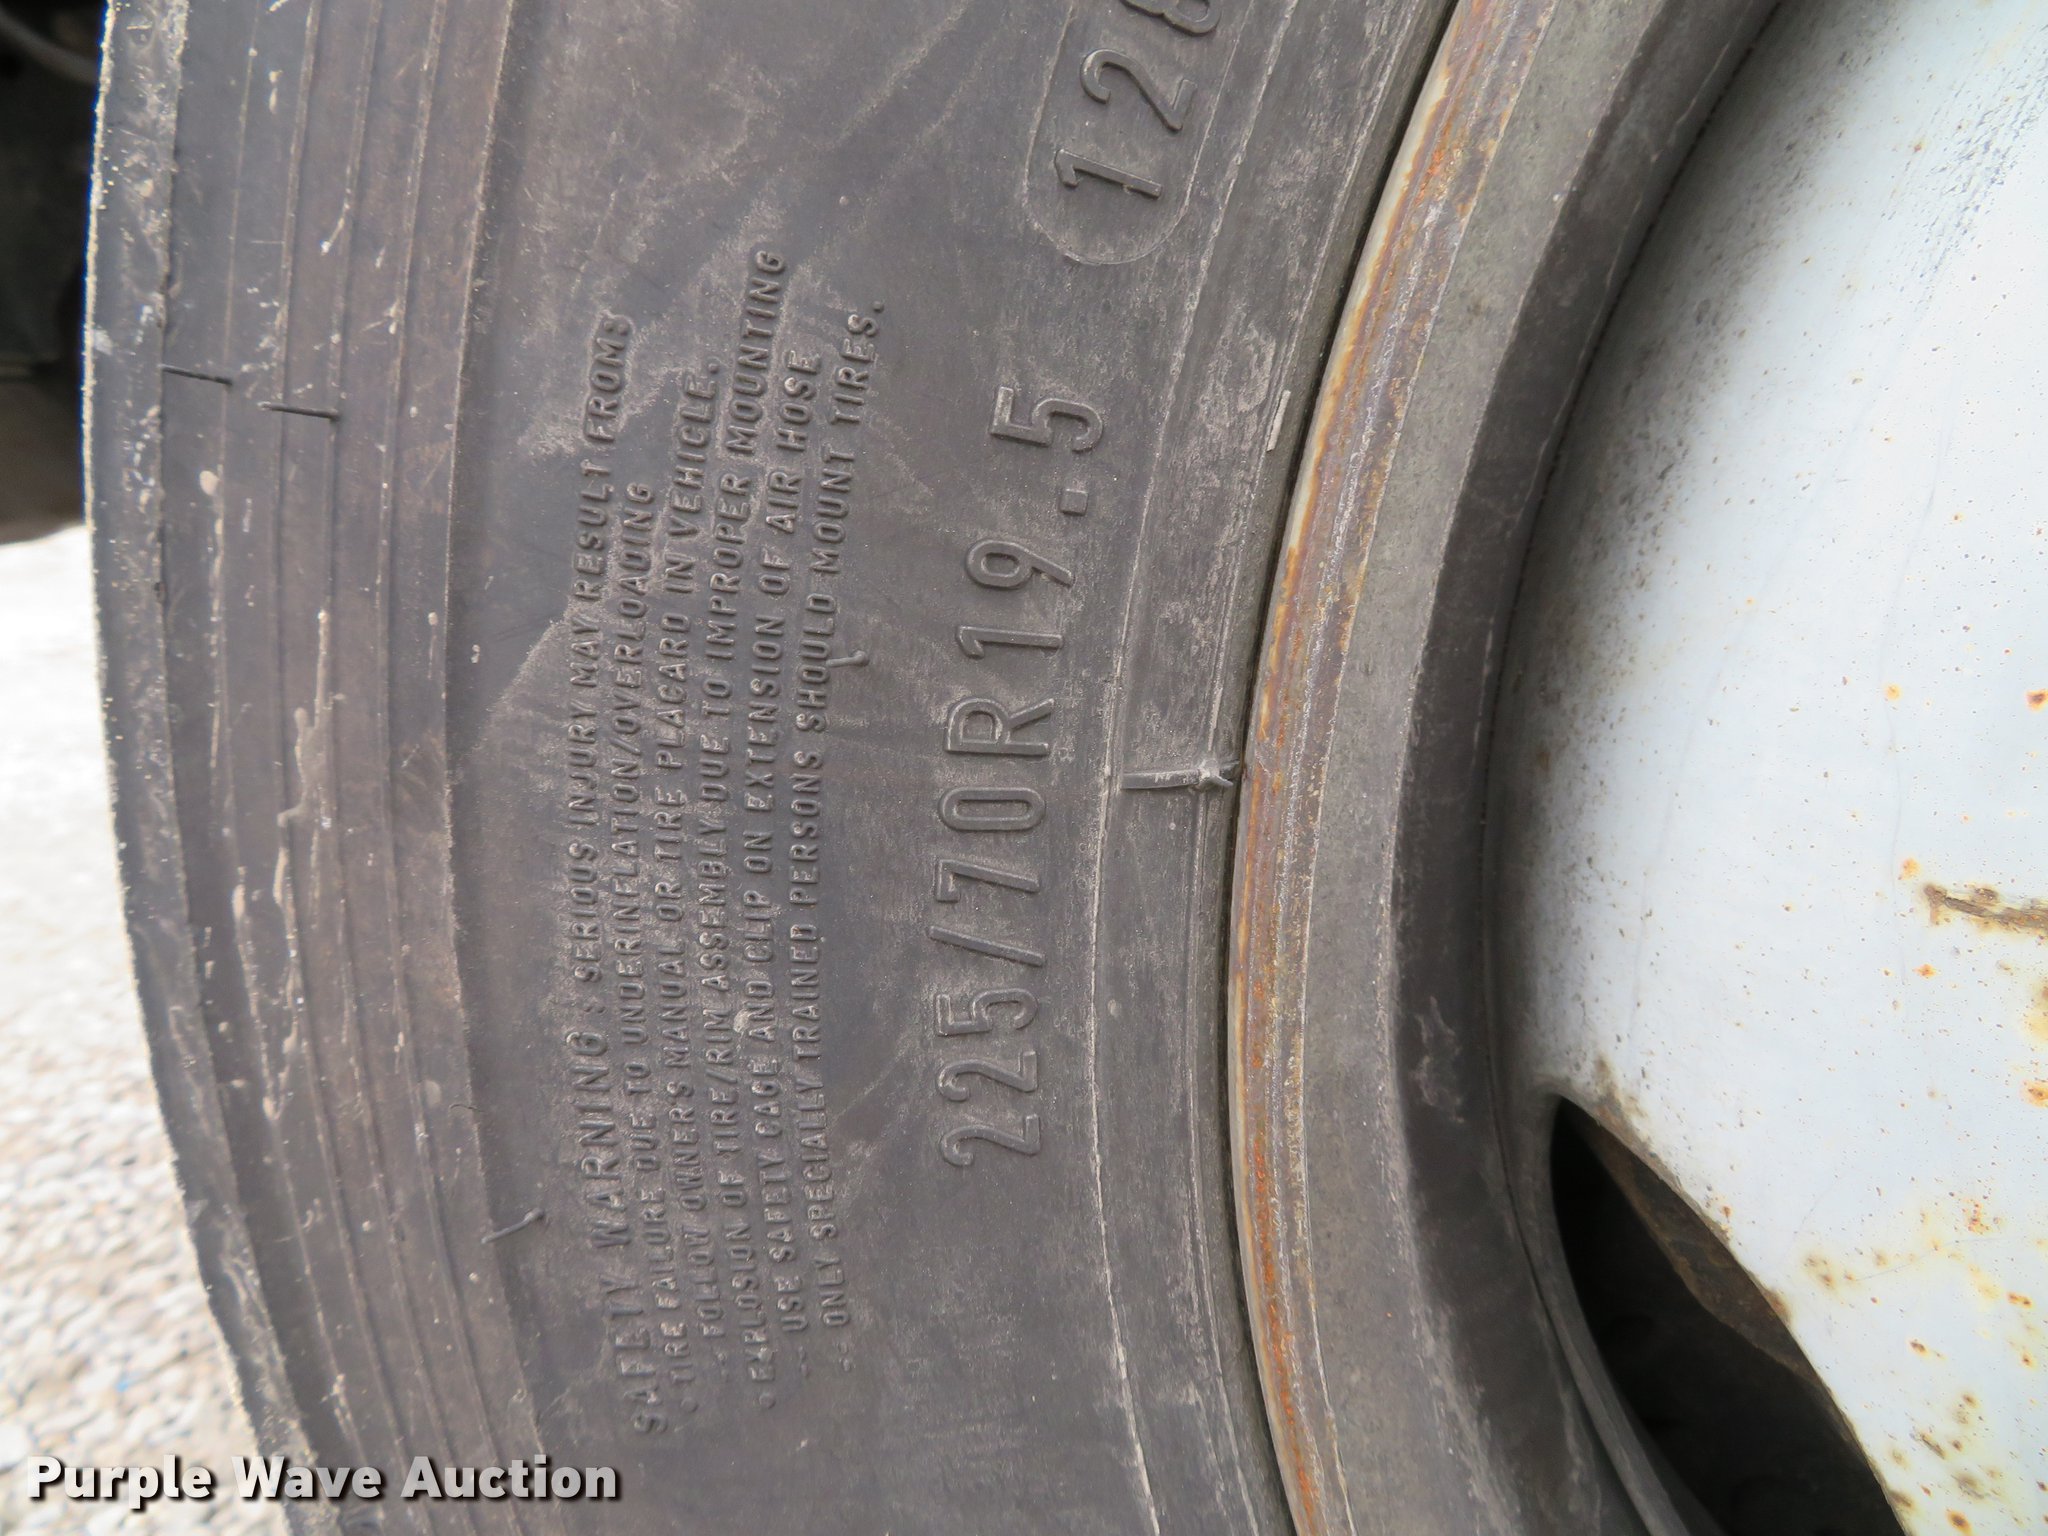 SAFETY WARNING : SERIOUS INJURY MAY RESULT FROM:
• TIRE FAILURE DUE TO UNDERINFLATION/OVERLOADING
-- FOLLOW OWNER'S MANUAL OR TIRE PLACARD IN VEHICLE.
• EXPLOSION OF TIRE/RIM ASSEMBLY DUE TO IMPROPER MOUNTING
-- USE SAFETY CAGE AND CLIP ON EXTENSION OF AIR HOSE
-- ONLY SPECIALLY TRAINED PERSONS SHOULD MOUNT TIRES.
225/70R19.5
128
Purple Wave Auction